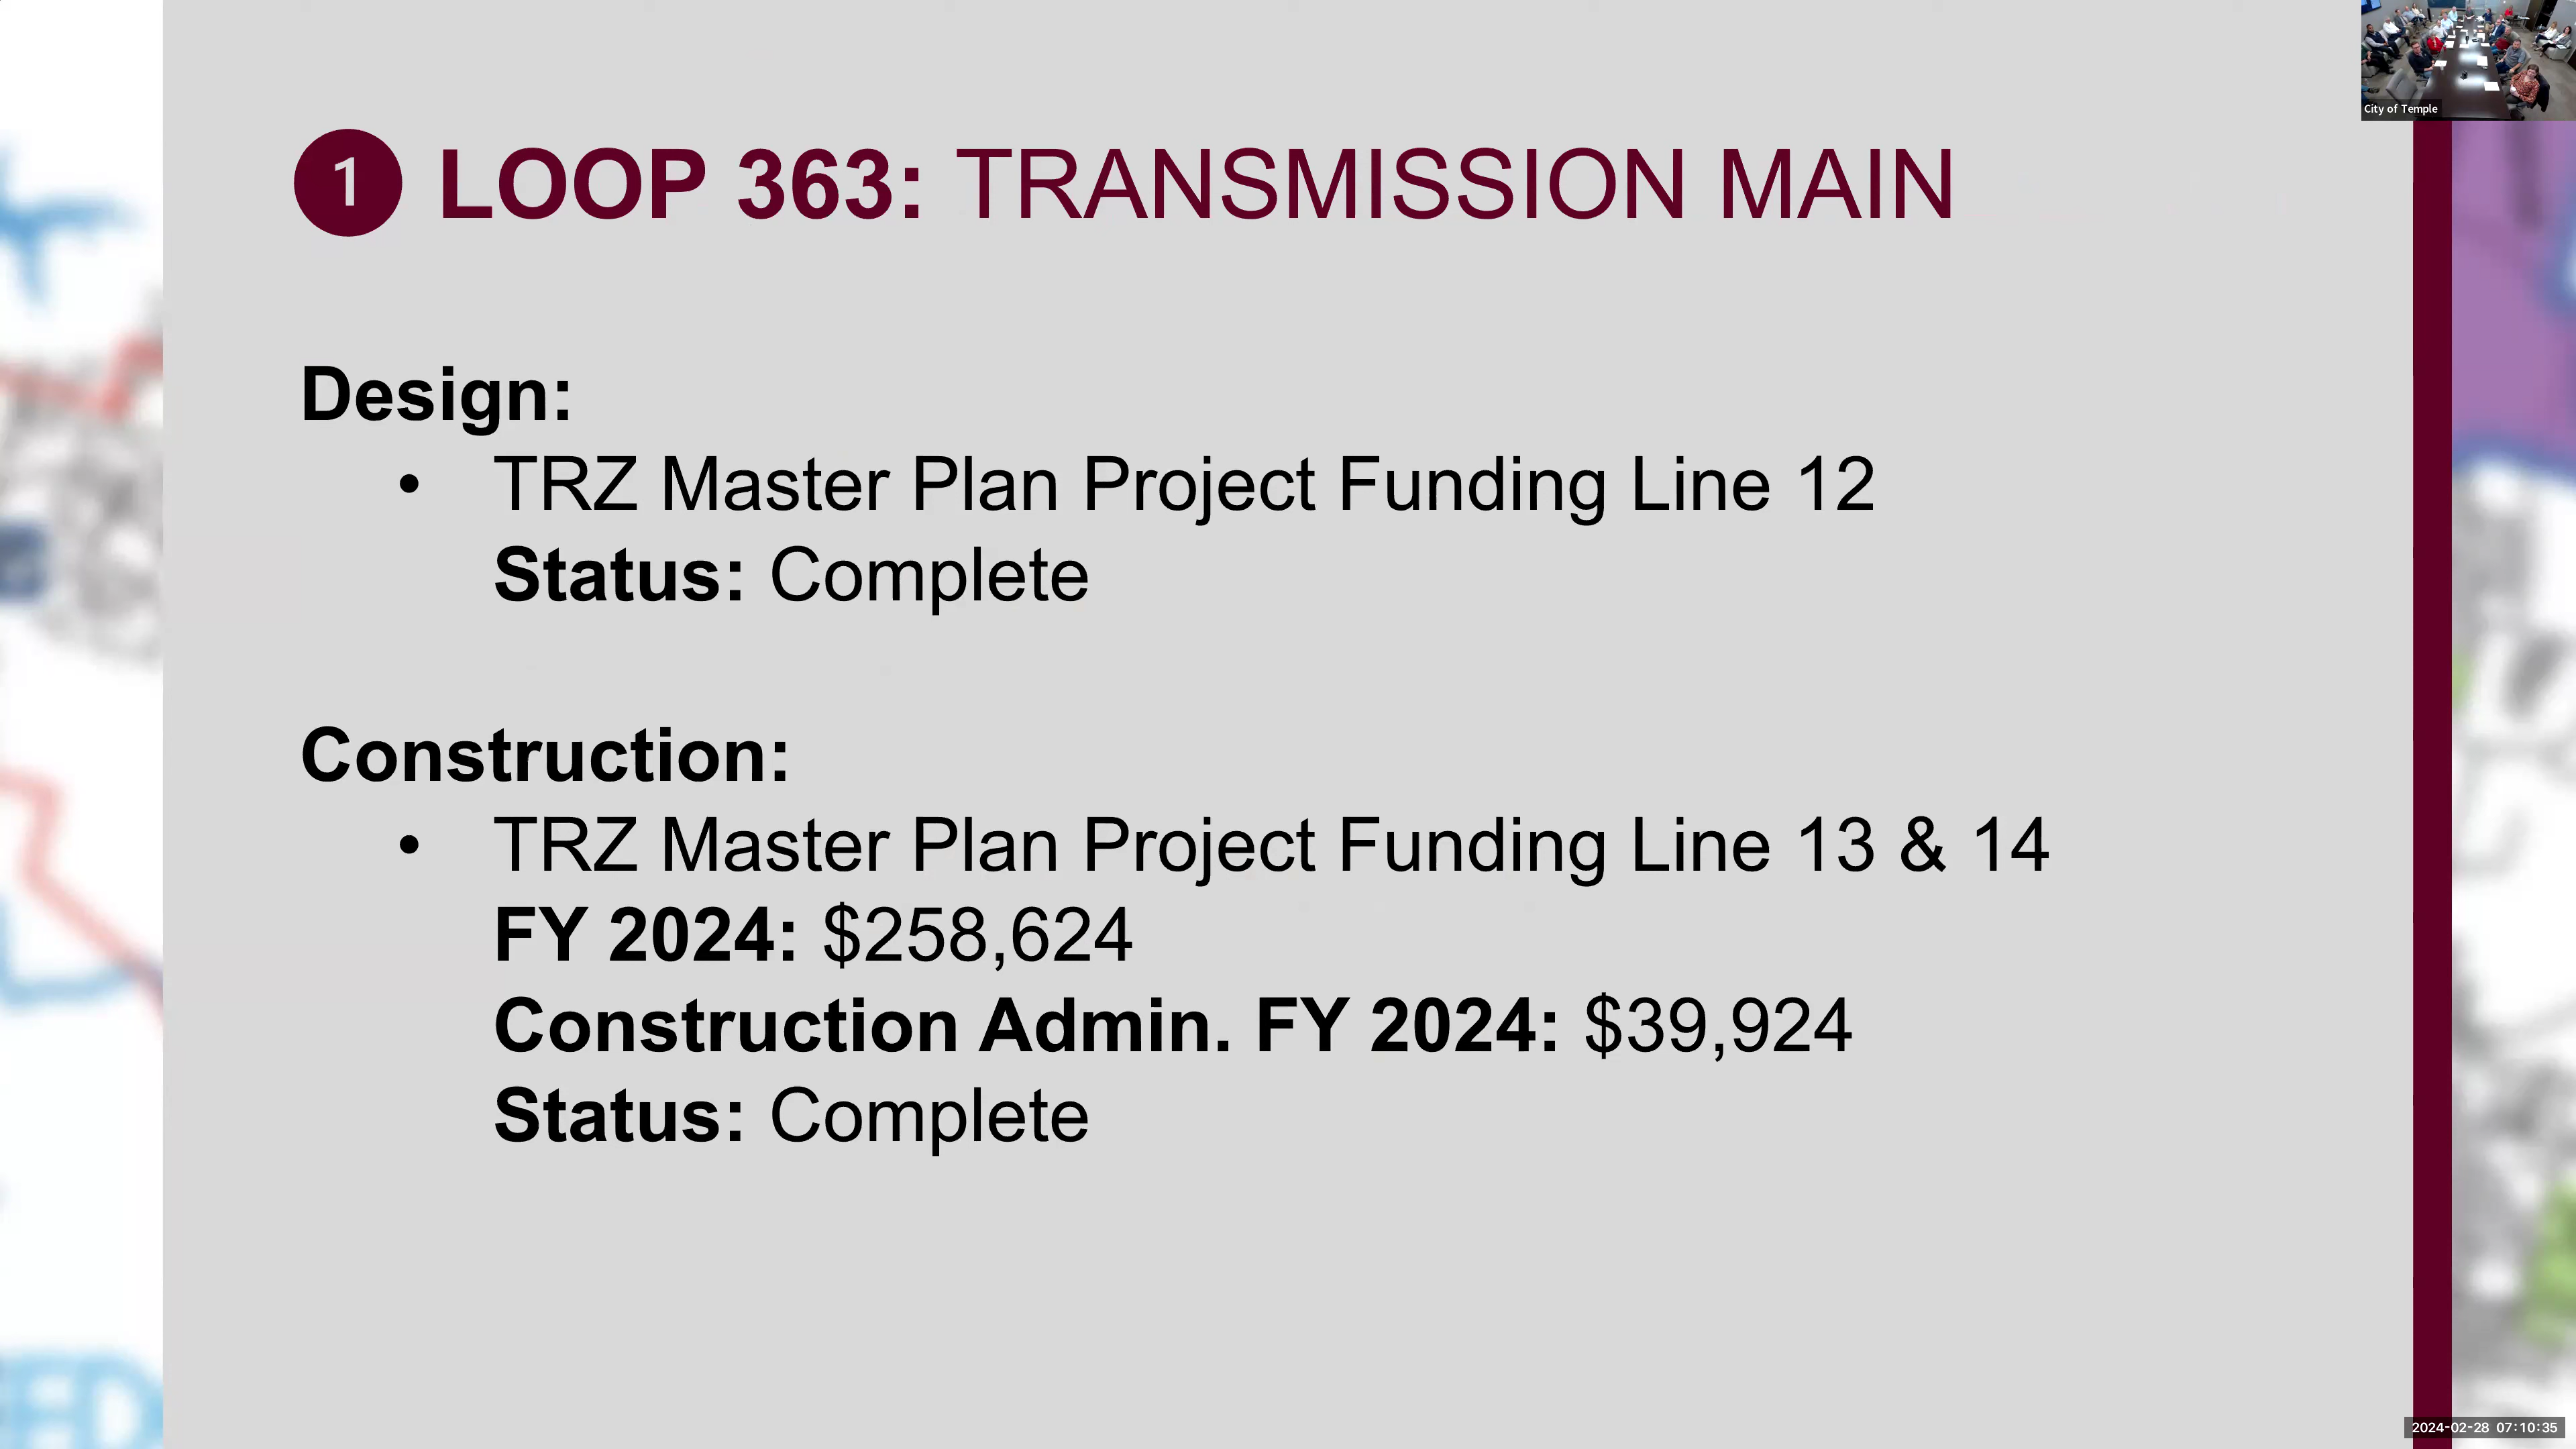 City of Temple
1 LOOP 363: TRANSMISSION MAIN
Design:
• TRZ Master Plan Project Funding Line 12
Status: Complete
Construction:
• TRZ Master Plan Project Funding Line 13 & 14
FY 2024: $258,624
Construction Admin. FY 2024: $39,924
Status: Complete
2024-02-28 07:10:35